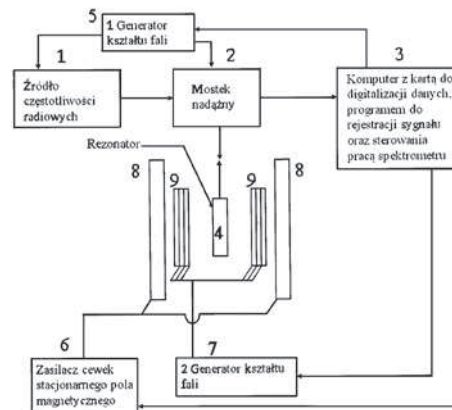 5
1 Generator
kształtu fali
1
2
3
Źródło
częstotliwości
radiowych
Mostek
nadążny
Komputer z kartą do
digitalizacji danych,
programem do
rejestracji sygnału
oraz sterowania
pracą spektrometru
Rezonator
8
9
9
8
4
6
7
Zasilacz cewek
stacjonarnego pola
magnetycznego
2 Generator kształtu
fali